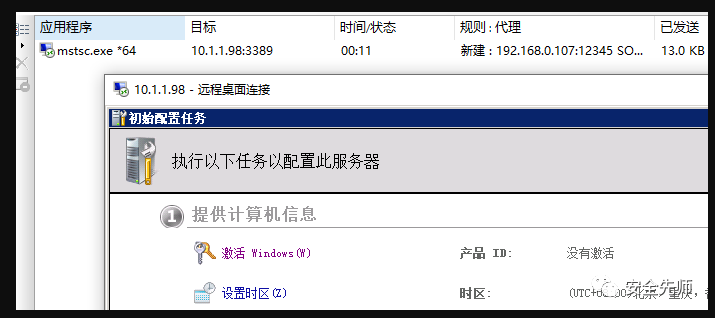 应用程序 目标 时间/状态 规则 : 代理 已发送
mstsc.exe *64 10.1.1.98:3389 00:11 新建 : 192.168.0.107:12345 SO... 13.0 KB
10.1.1.98 - 远程桌面连接
初始配置任务
执行以下任务以配置此服务器
1 提供计算机信息
激活 Windows(W) 产品 ID: 没有激活
设置时区(Z) 时区: (UTC+08:00)北京，重庆，
安全先师